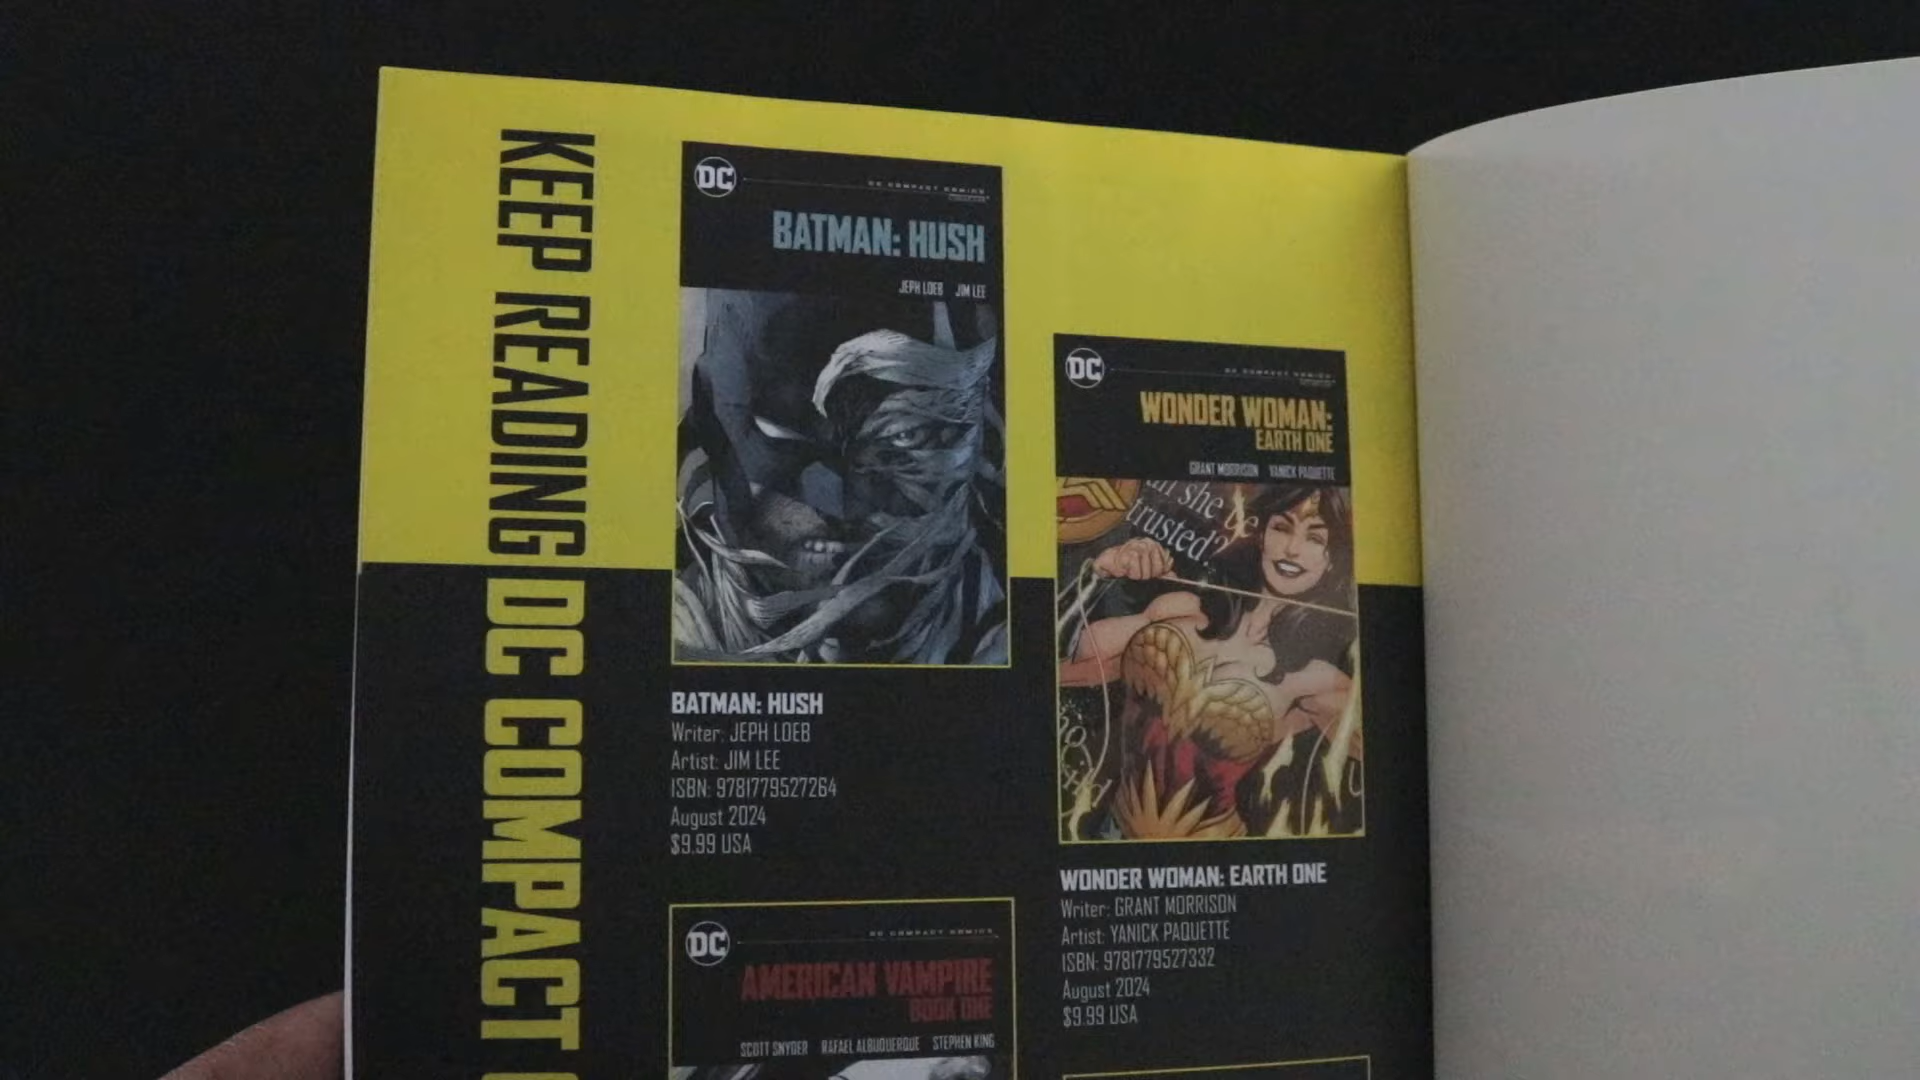 KEEP READING DC COMPACT
DC
DC COMPACT COMICS
BATMAN: HUSH
JEPH LOEB JIM LEE
BATMAN: HUSH
Writer: JEPH LOEB
Artist: JIM LEE
ISBN: 9781779527264
August 2024
$9.99 USA
DC
DC COMPACT COMICS
WONDER WOMAN:
EARTH ONE
GRANT MORRISON YANICK PAQUETTE
she be
trusted?
WONDER WOMAN: EARTH ONE
Writer: GRANT MORRISON
Artist: YANICK PAQUETTE
ISBN: 9781779527332
August 2024
$9.99 USA
DC
DC COMPACT COMICS
AMERICAN VAMPIRE
BOOK ONE
SCOTT SNYDER RAFAEL ALBUQUERQUE STEPHEN KING